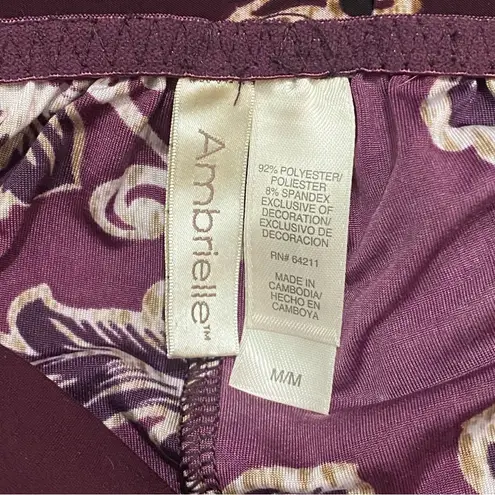 Ambrielle™
92% POLYESTER/
POLIESTER
8% SPANDEX
EXCLUSIVE OF
DECORATION/
EXCLUSIVO DE
DECORACION
RN# 64211
MADE IN
CAMBODIA/
HECHO EN
CAMBOYA
M/M